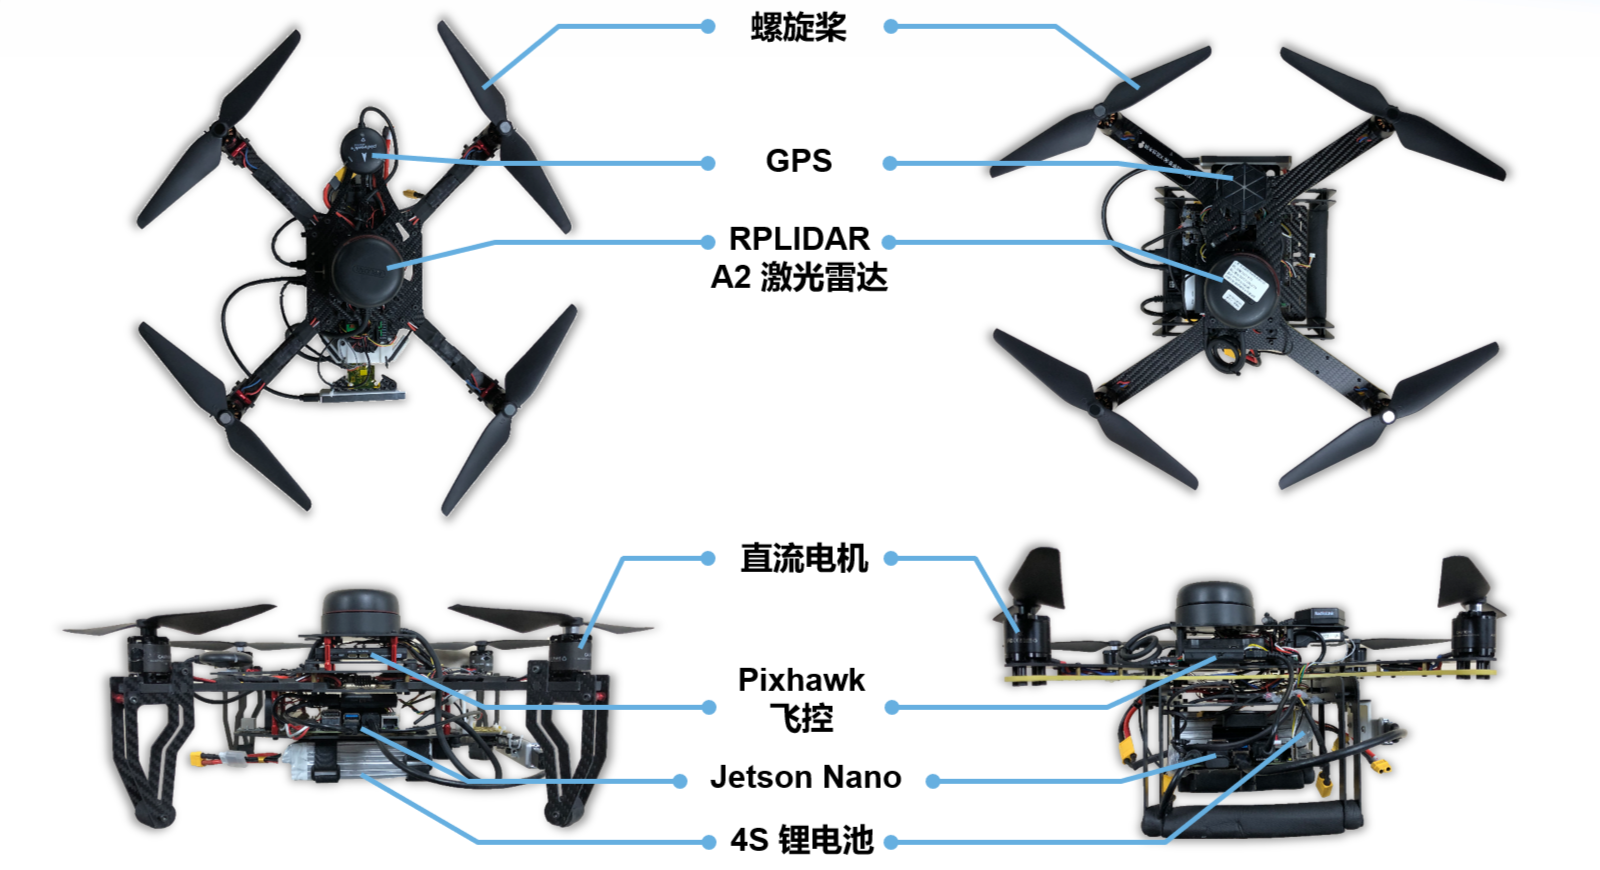 螺旋桨
GPS
RPLIDAR
A2 激光雷达
直流电机
Pixhawk
飞控
Jetson Nano
4S 锂电池